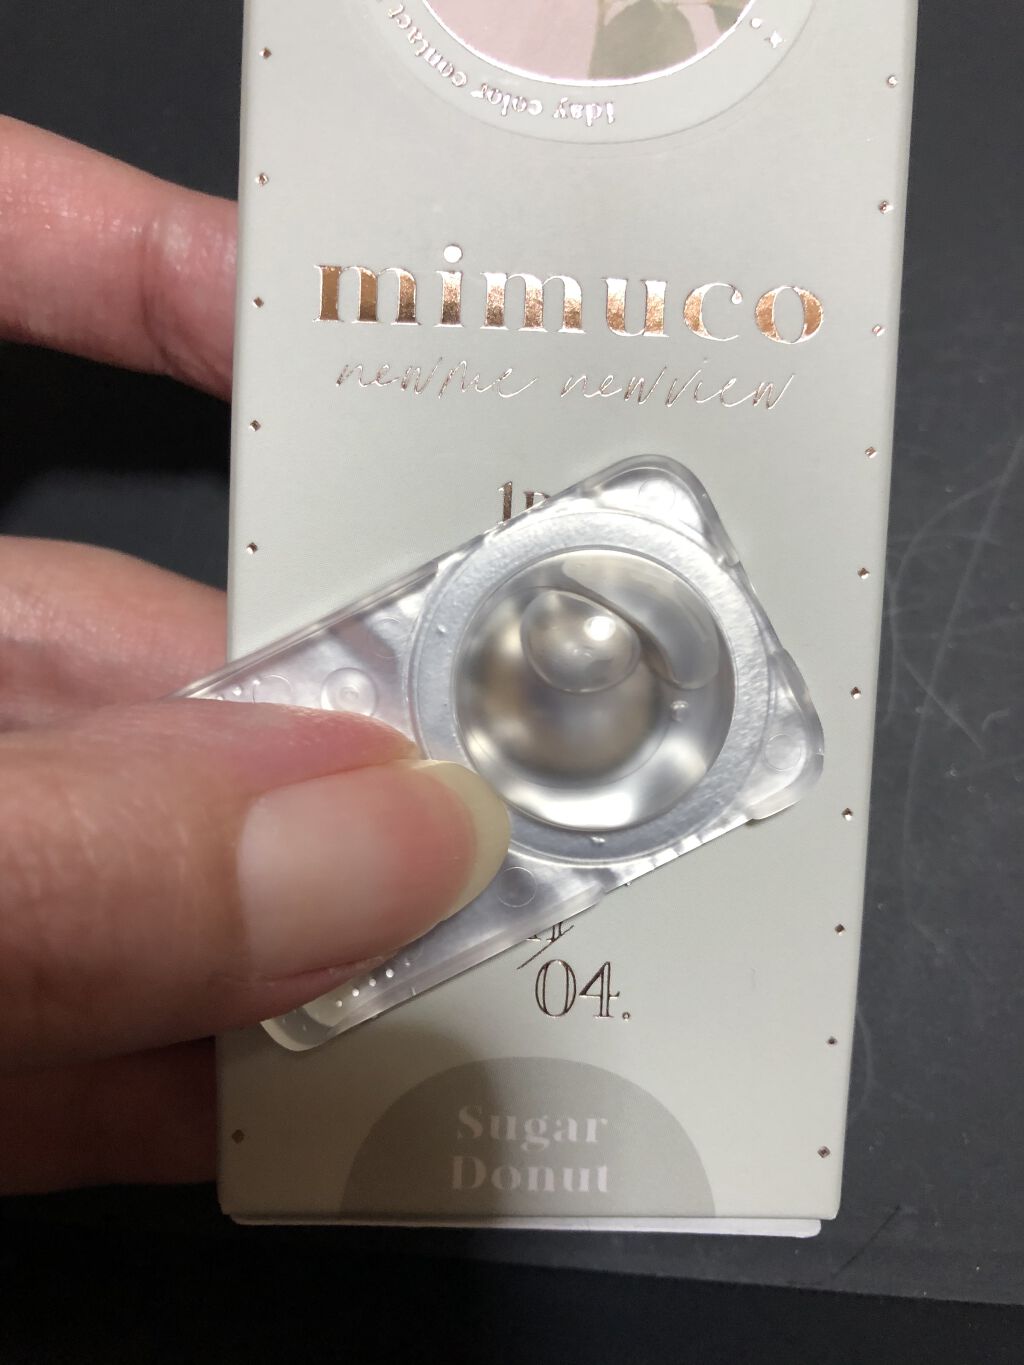 1day color contact
mimuco
newme newview
04.
Sugar
Donut